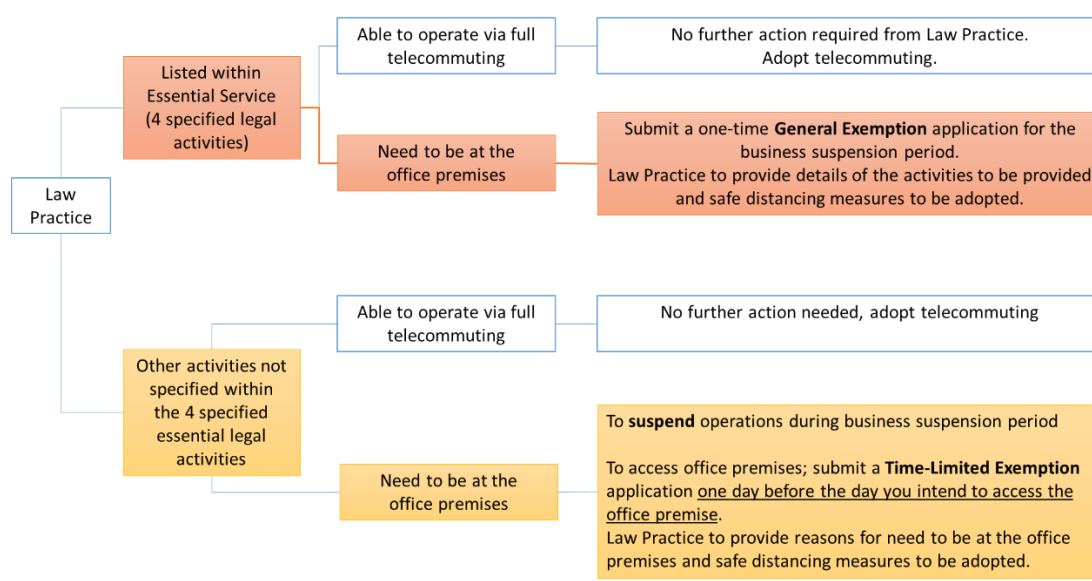 Law
Practice
Listed within
Essential Service
(4 specified legal
activities)
Able to operate via full
telecommuting
No further action required from Law Practice.
Adopt telecommuting.
Need to be at the
office premises
Submit a one-time General Exemption application for the
business suspension period.
Law Practice to provide details of the activities to be provided
and safe distancing measures to be adopted.
Other activities not
specified within
the 4 specified
essential legal
activities
Able to operate via full
telecommuting
No further action needed, adopt telecommuting
Need to be at the
office premises
To suspend operations during business suspension period
To access office premises; submit a Time-Limited Exemption
application one day before the day you intend to access the
office premise.
Law Practice to provide reasons for need to be at the office
premises and safe distancing measures to be adopted.